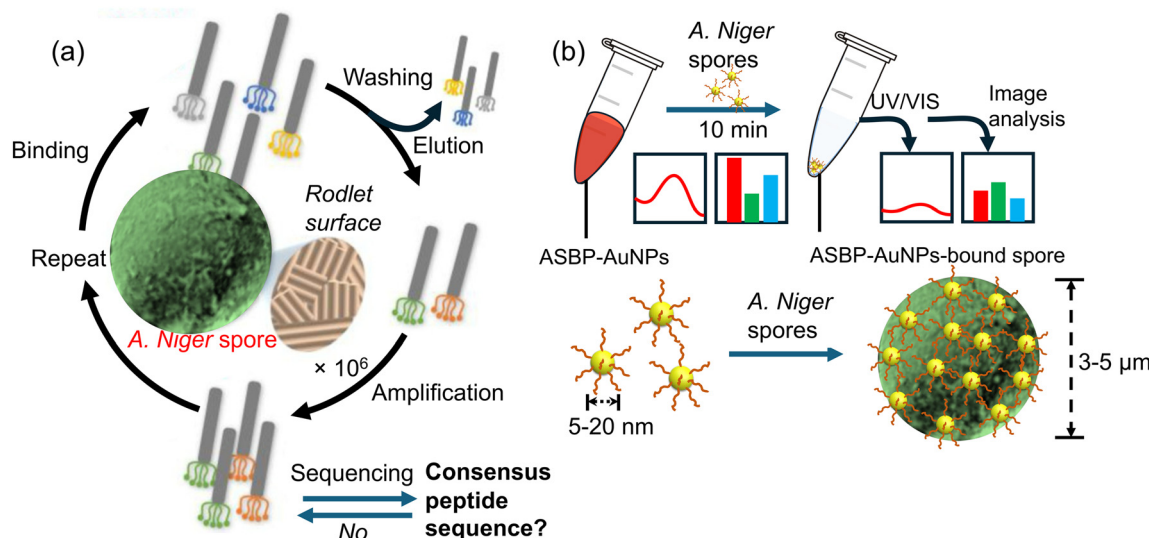 (a)
Washing
Elution
Binding
Rodlet
surface
Repeat
A. Niger spore
× 10⁶
Amplification
Sequencing
No
Consensus
peptide
sequence?
(b)
A. Niger
spores
10 min
UV/VIS
Image
analysis
ASBP-AuNPs
ASBP-AuNPs-bound spore
A. Niger
spores
5-20 nm
3-5 µm